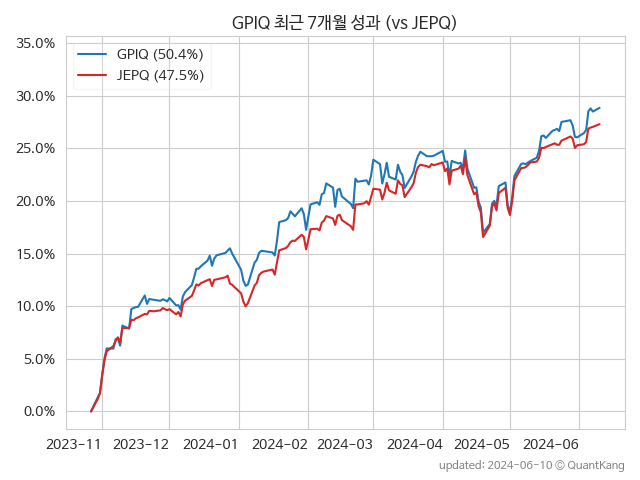 GPIQ 최근 7개월 성과 (vs JEPQ)
GPIQ (50.4%)
JEPQ (47.5%)
35.0%
30.0%
25.0%
20.0%
15.0%
10.0%
5.0%
0.0%
2023-11 2023-12 2024-01 2024-02 2024-03 2024-04 2024-05 2024-06
updated: 2024-06-10 © QuantKang